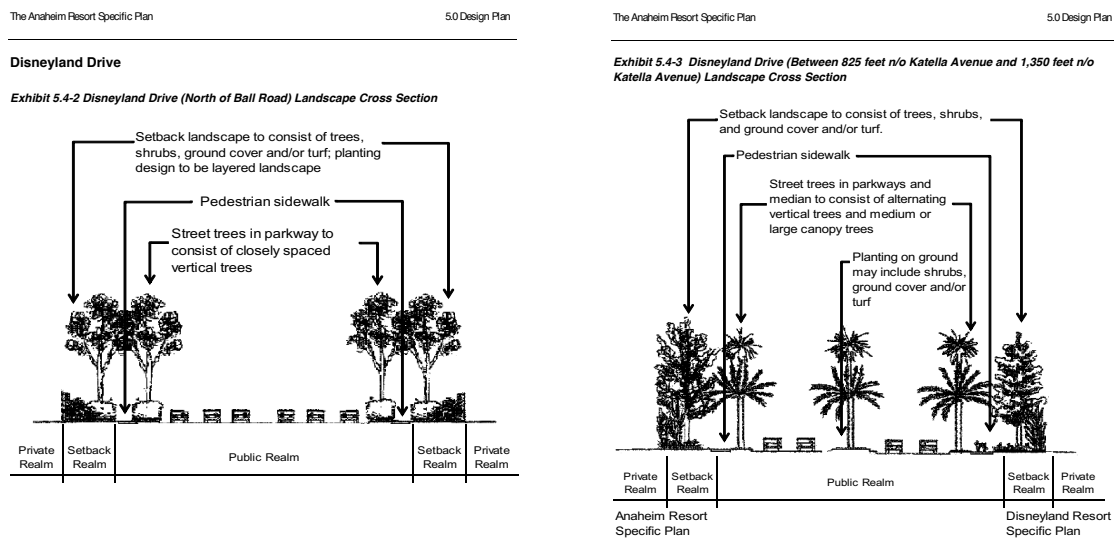 The Anaheim Resort Specific Plan
5.0 Design Plan
Disneyland Drive
Exhibit 5.4-2 Disneyland Drive (North of Ball Road) Landscape Cross Section
Setback landscape to consist of trees,
shrubs, ground cover and/or turf; planting
design to be layered landscape
Pedestrian sidewalk
Street trees in parkway to
consist of closely spaced
vertical trees
Private
Realm
Setback
Realm
Public Realm
Setback
Realm
Private
Realm
The Anaheim Resort Specific Plan
5.0 Design Plan
Exhibit 5.4-3 Disneyland Drive (Between 825 feet n/o Katella Avenue and 1,350 feet n/o
Katella Avenue) Landscape Cross Section
Setback landscape to consist of trees, shrubs,
and ground cover and/or turf.
Pedestrian sidewalk
Street trees in parkways and
median to consist of alternating
vertical trees and medium or
large canopy trees
Planting on ground
may include shrubs,
ground cover and/or
turf
Private
Realm
Setback
Realm
Public Realm
Setback
Realm
Private
Realm
Anaheim Resort
Specific Plan
Disneyland Resort
Specific Plan